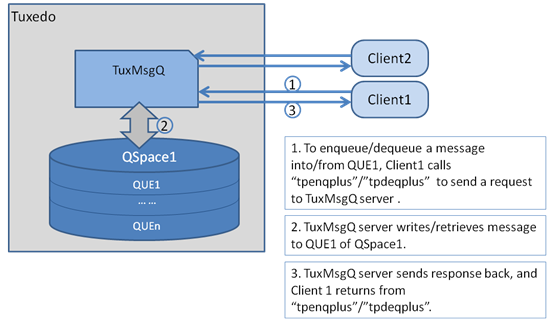 Tuxedo
TuxMsgQ
Client2
1
Client1
3
2
QSpace1
QUE1
... ...
QUEn
1. To enqueue/dequeue a message
into/from QUE1, Client1 calls
“tpenqplus”/”tpdeqplus” to send a request
to TuxMsgQ server .
2. TuxMsgQ server writes/retrieves message
to QUE1 of QSpace1.
3. TuxMsgQ server sends response back, and
Client 1 returns from
“tpenqplus”/”tpdeqplus”.